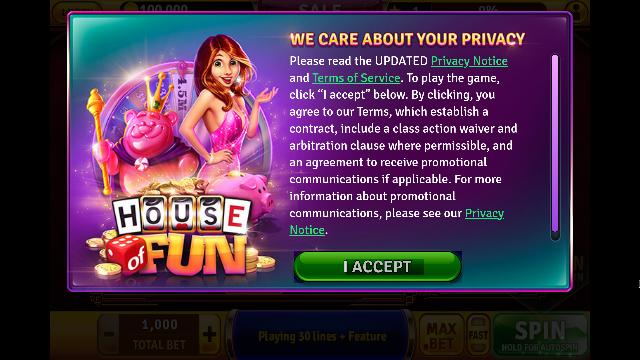 100,000
SALE
WE CARE ABOUT YOUR PRIVACY
Please read the UPDATED Privacy Notice
and Terms of Service. To play the game,
click “I accept” below. By clicking, you
agree to our Terms, which establish a
contract, include a class action waiver and
arbitration clause where permissible, and
an agreement to receive promotional
communications if applicable. For more
information about promotional
communications, please see our Privacy
Notice.
1.5M
HOUSE
of FUN
I ACCEPT
- 1,000 +
TOTAL BET
Playing 30 lines + Feature
MAX
BET
FAST
SPIN
HOLD FOR AUTOSPIN